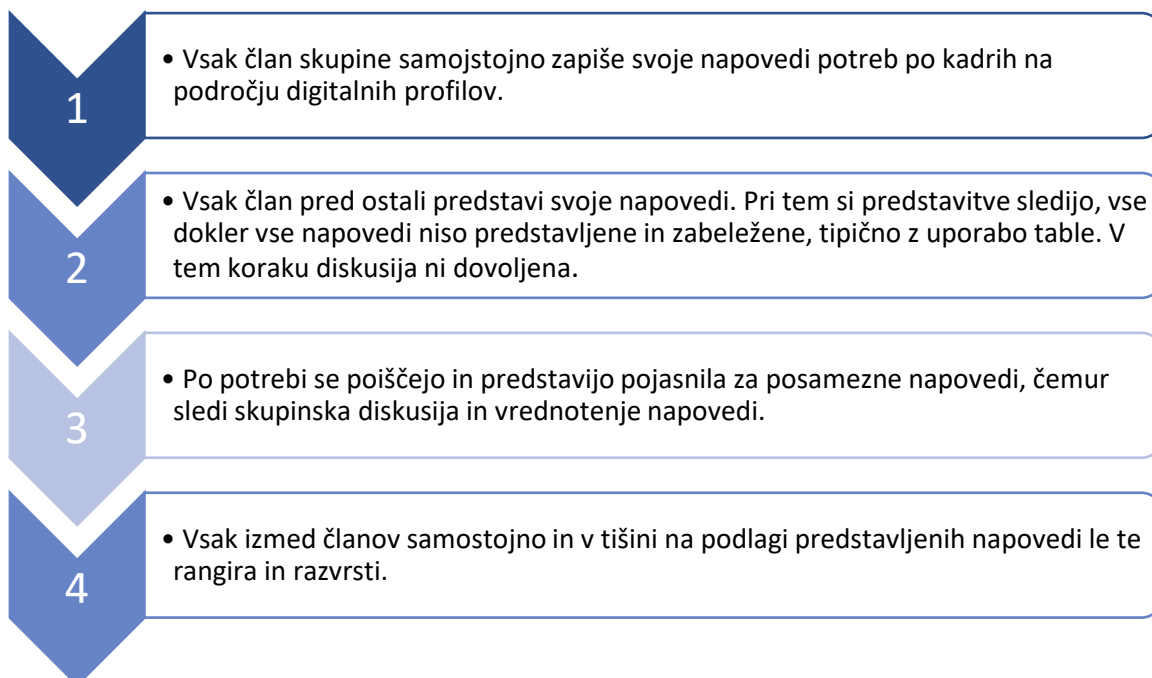 1
• Vsak član skupine samojstojno zapiše svoje napovedi potreb po kadrih na
področju digitalnih profilov.
2
• Vsak član pred ostali predstavi svoje napovedi. Pri tem si predstavitve sledijo, vse
dokler vse napovedi niso predstavljene in zabeležene, tipično z uporabo table. V
tem koraku diskusija ni dovoljena.
3
• Po potrebi se poiščejo in predstavijo pojasnila za posamezne napovedi, čemur
sledi skupinska diskusija in vrednotenje napovedi.
4
• Vsak izmed članov samostojno in v tišini na podlagi predstavljenih napovedi le te
rangira in razvrsti.